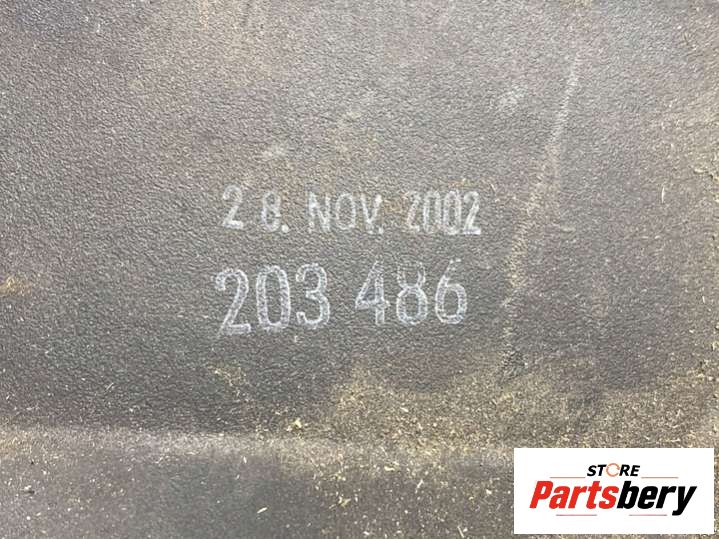 28. NOV. 2002
203 486
STORE
Partsbery